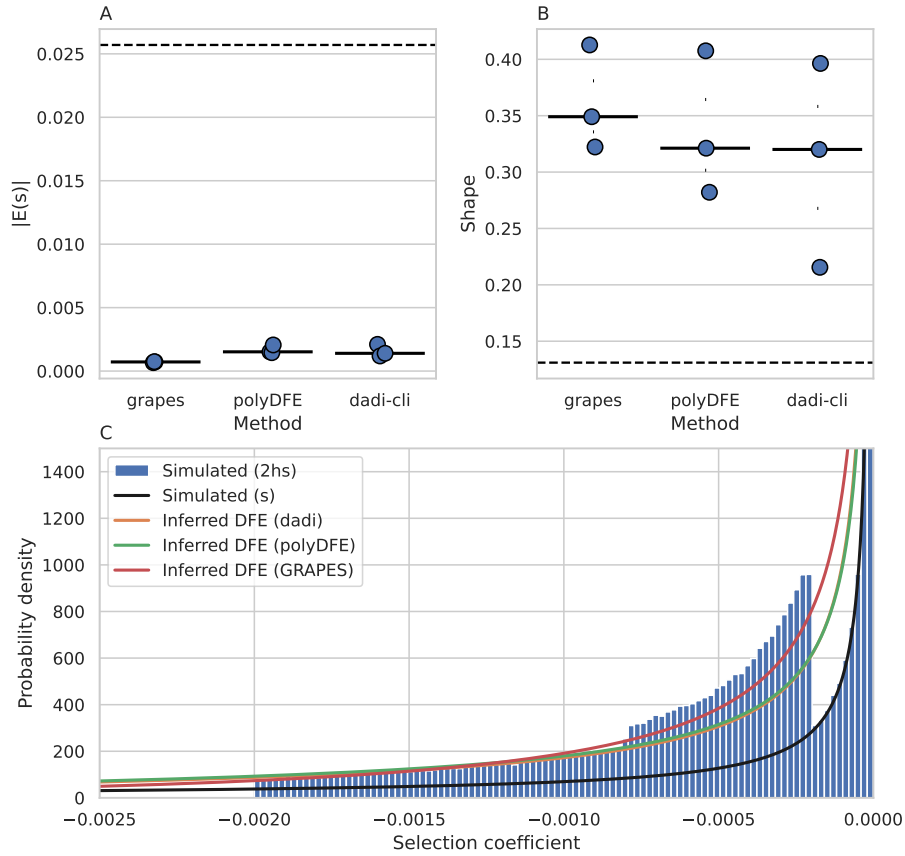 A
|E(s)|
0.025
0.020
0.015
0.010
0.005
0.000
grapes polyDFE dadi-cli
Method
B
Shape
0.40
0.35
0.30
0.25
0.20
0.15
grapes polyDFE dadi-cli
Method
C
Probability density
1400
1200
1000
800
600
400
200
0
Simulated (2hs)
Simulated (s)
Inferred DFE (dadi)
Inferred DFE (polyDFE)
Inferred DFE (GRAPES)
−0.0025 −0.0020 −0.0015 −0.0010 −0.0005 0.0000
Selection coefficient